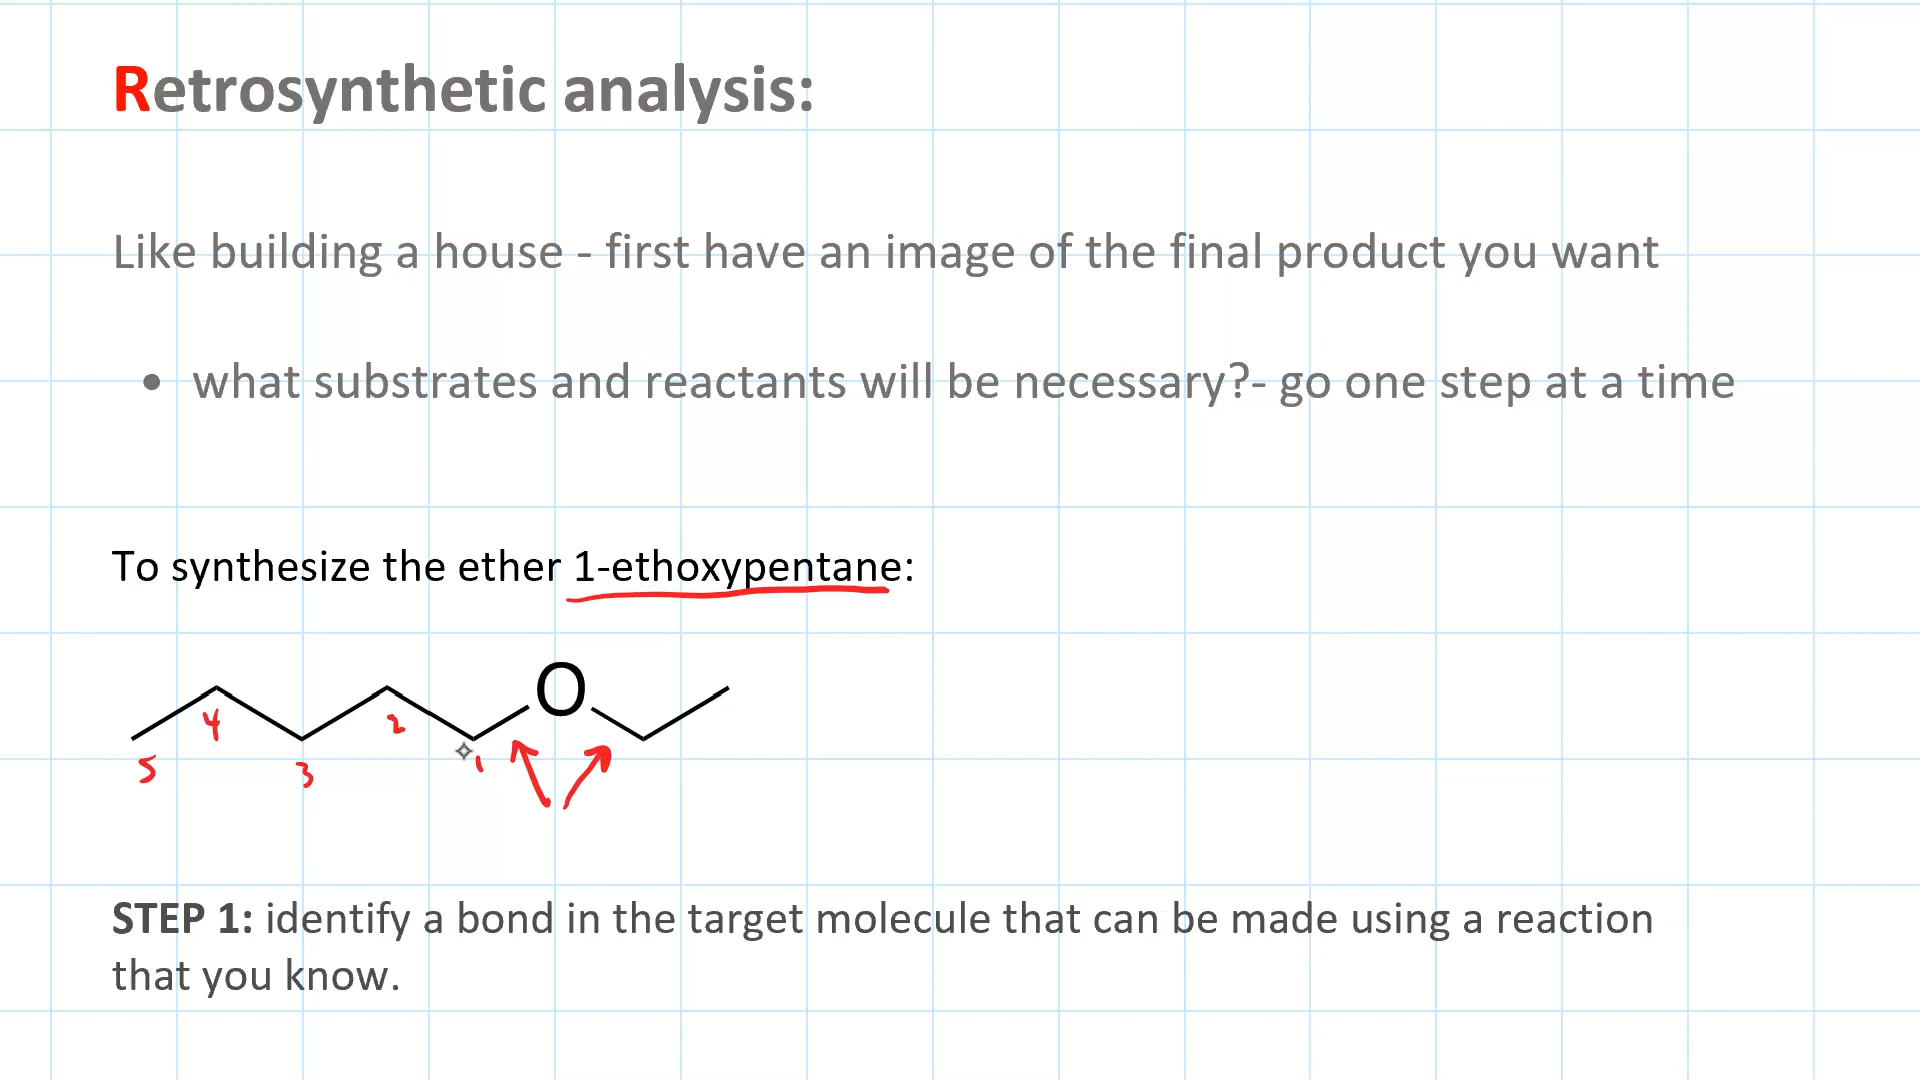 Retrosynthetic analysis:
Like building a house - first have an image of the final product you want
• what substrates and reactants will be necessary?- go one step at a time
To synthesize the ether 1-ethoxypentane:
O
4 2
5 3 1
STEP 1: identify a bond in the target molecule that can be made using a reaction
that you know.